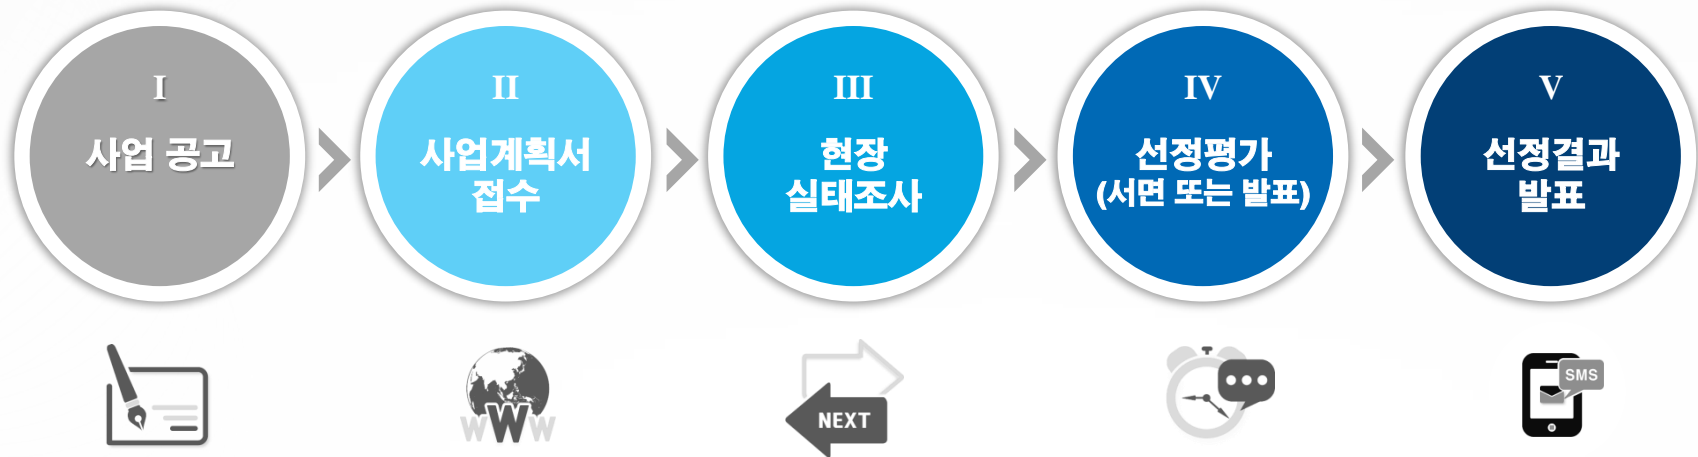 I
사업 공고
II
사업계획서
접수
III
현장
실태조사
IV
선정평가
(서면 또는 발표)
V
선정결과
발표
WWW
NEXT
SMS